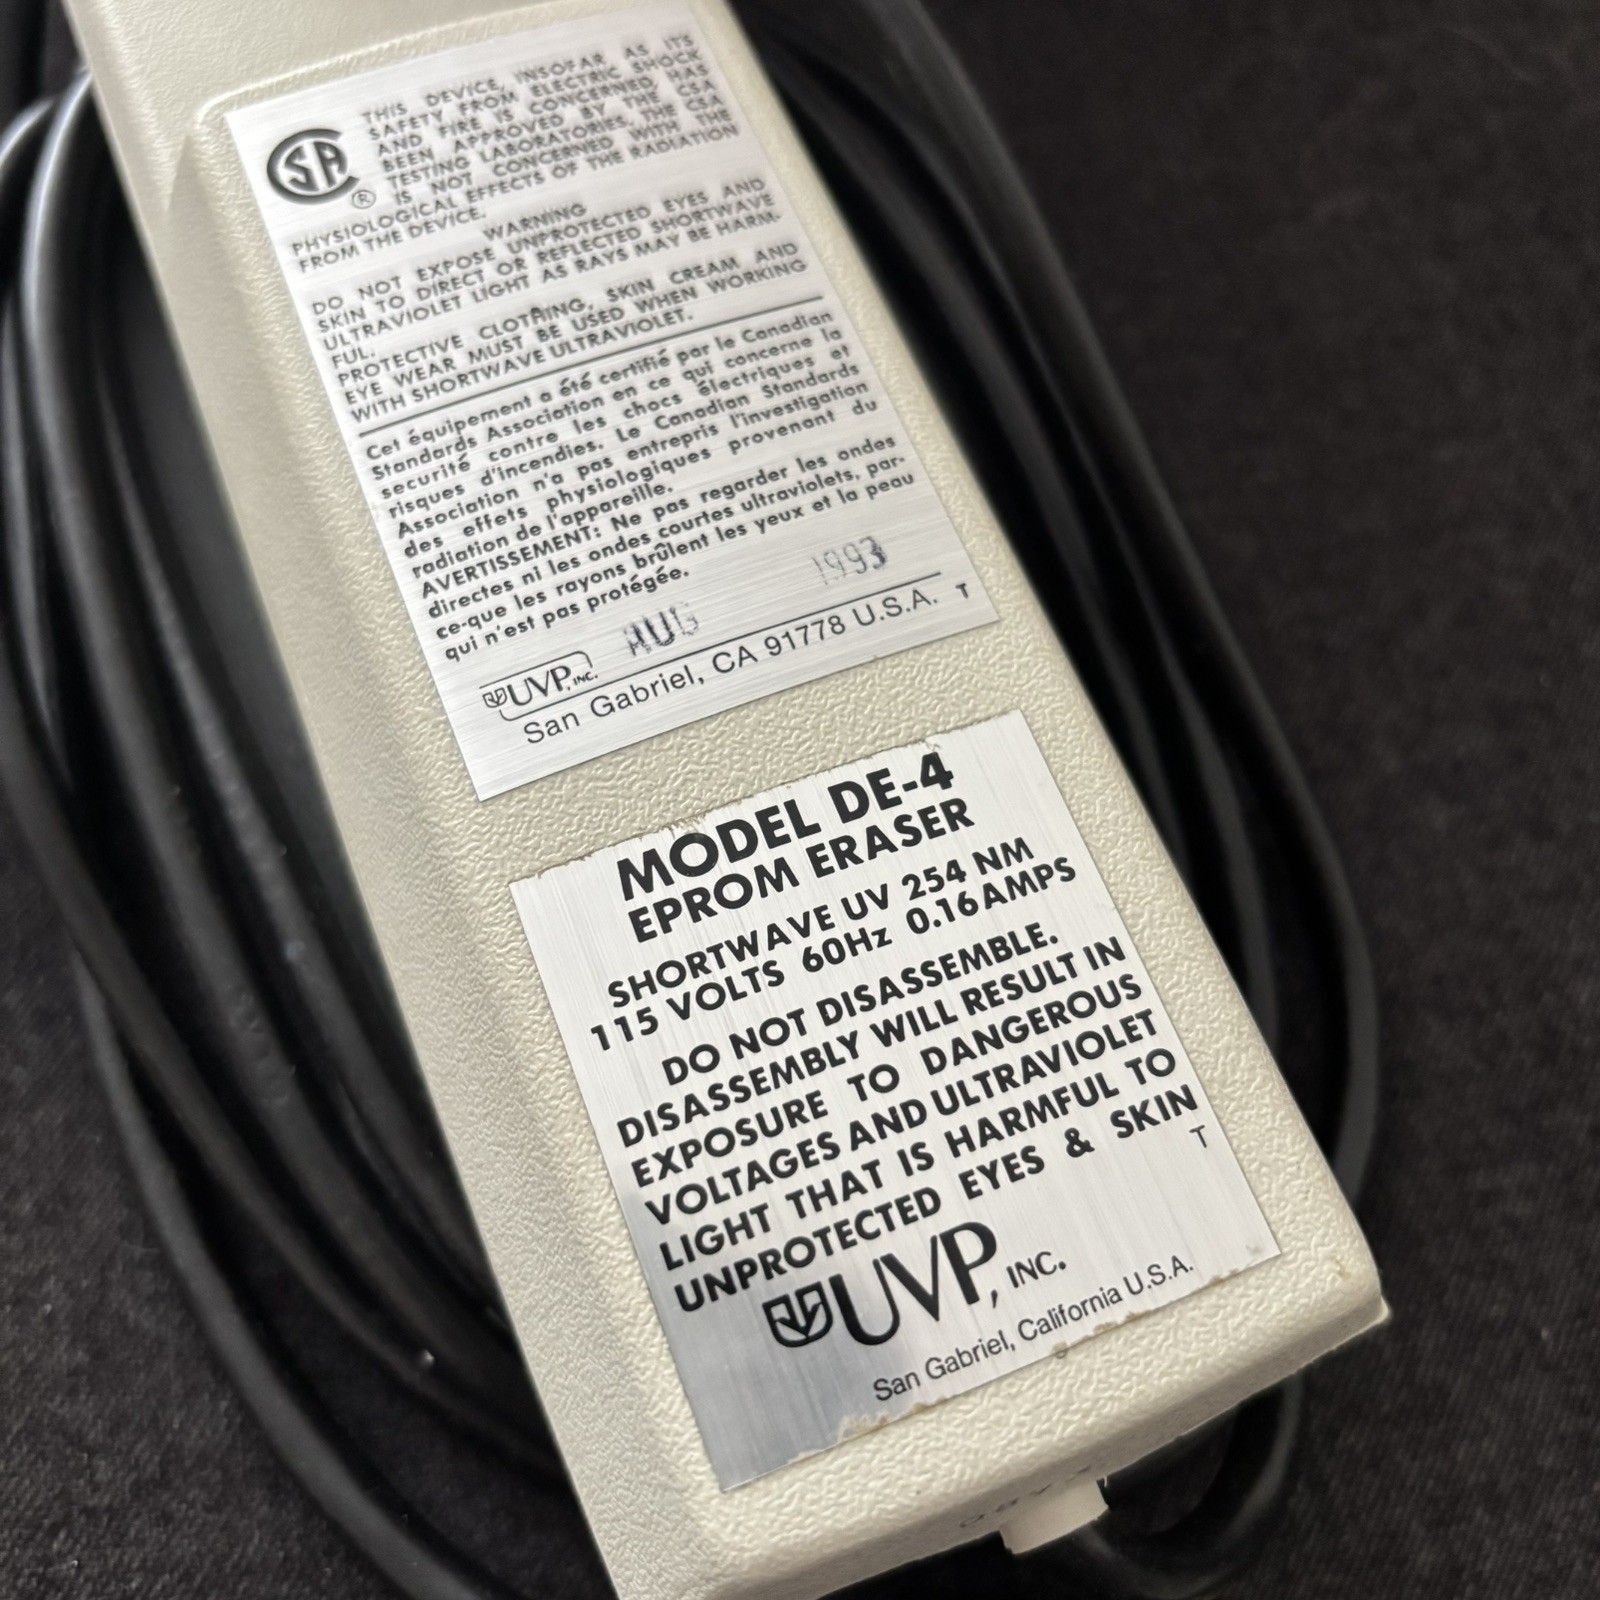 CSA ®
THIS DEVICE, INSOFAR AS ITS
SAFETY FROM ELECTRIC SHOCK
AND FIRE IS CONCERNED, HAS
BEEN APPROVED BY THE CSA
TESTING LABORATORIES, THE CSA
IS NOT CONCERNED WITH THE
PHYSIOLOGICAL EFFECTS OF THE RADIATION
FROM THE DEVICE.
WARNING
DO NOT EXPOSE UNPROTECTED EYES AND
SKIN TO DIRECT OR REFLECTED SHORTWAVE
ULTRAVIOLET LIGHT AS RAYS MAY BE HARM-
FUL.
PROTECTIVE CLOTHING, SKIN CREAM AND
EYE WEAR MUST BE USED WHEN WORKING
WITH SHORTWAVE ULTRAVIOLET.
Cet équipement a été certifié par le Canadian
Standards Association en ce qui concerne la
securité contre les chocs électriques et
risques d'incendies. Le Canadian Standards
Association n'a pas entrepris l'investigation
des effets physiologiques provenant du
radiation de l'appareille.
AVERTISSEMENT: Ne pas regarder les ondes
directes ni les ondes courtes ultraviolets, par-
ce-que les rayons brûlent les yeux et la peau
qui n'est pas protégée.
AUG 1993
UVP, INC.
San Gabriel, CA 91778 U.S.A. T
MODEL DE-4
EPROM ERASER
SHORTWAVE UV 254 NM
115 VOLTS 60Hz 0.16AMPS
DO NOT DISASSEMBLE.
DISASSEMBLY WILL RESULT IN
EXPOSURE TO DANGEROUS
VOLTAGES AND ULTRAVIOLET
LIGHT THAT IS HARMFUL TO
UNPROTECTED EYES & SKIN
T
UVP, INC.
San Gabriel, California U.S.A.